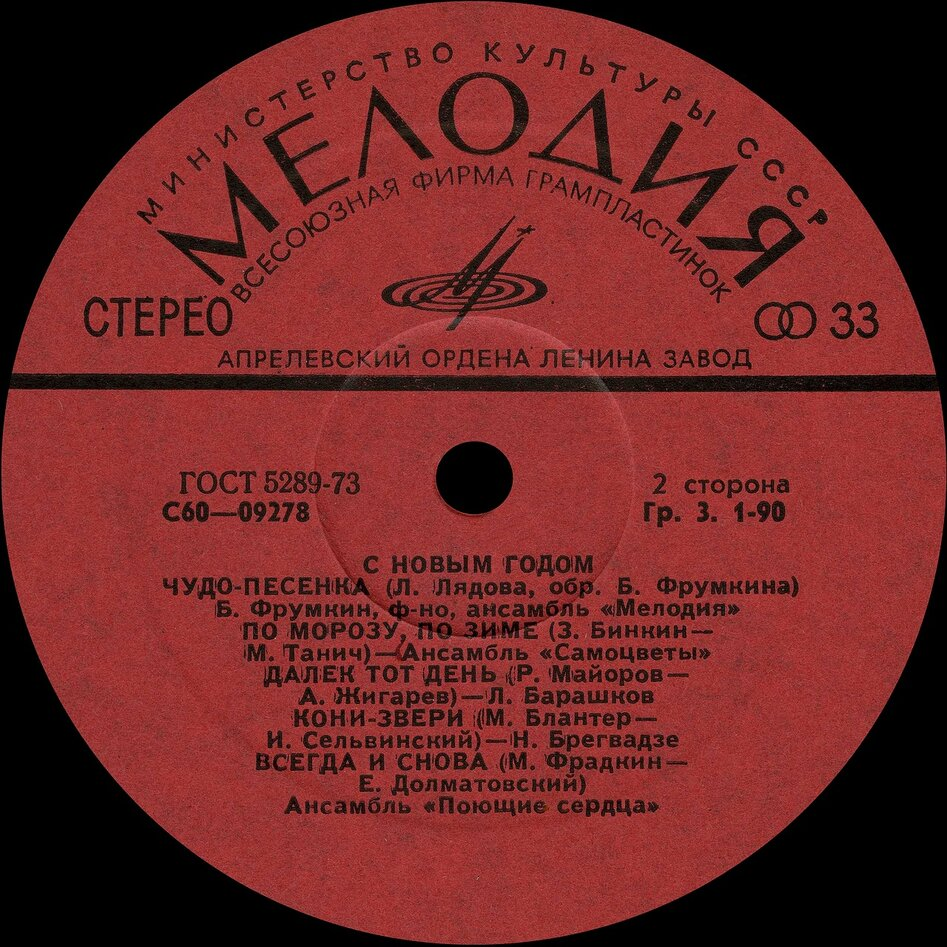 МИНИСТЕРСТВО КУЛЬТУРЫ СССР
МЕЛОДИЯ
ВСЕСОЮЗНАЯ ФИРМА ГРАМПЛАСТИНОК
СТЕРЕО
33
АПРЕЛЕВСКИЙ ОРДЕНА ЛЕНИНА ЗАВОД
ГОСТ 5289-73
2 сторона
С60—09278
Гр. 3. 1-90
С НОВЫМ ГОДОМ
ЧУДО-ПЕСЕНКА (Л. Лядова, обр. Б. Фрумкина)
Б. Фрумкин, ф-но, ансамбль «Мелодия»
ПО МОРОЗУ, ПО ЗИМЕ (З. Бинкин—
М. Танич)—Ансамбль «Самоцветы»
ДАЛЕК ТОТ ДЕНЬ (Р. Майоров—
А. Жигарев)—Л. Барашков
КОНИ-ЗВЕРИ (М. Блантер—
И. Сельвинский)—Н. Брегвадзе
ВСЕГДА И СНОВА (М. Фрадкин—
Е. Долматовский)
Ансамбль «Поющие сердца»